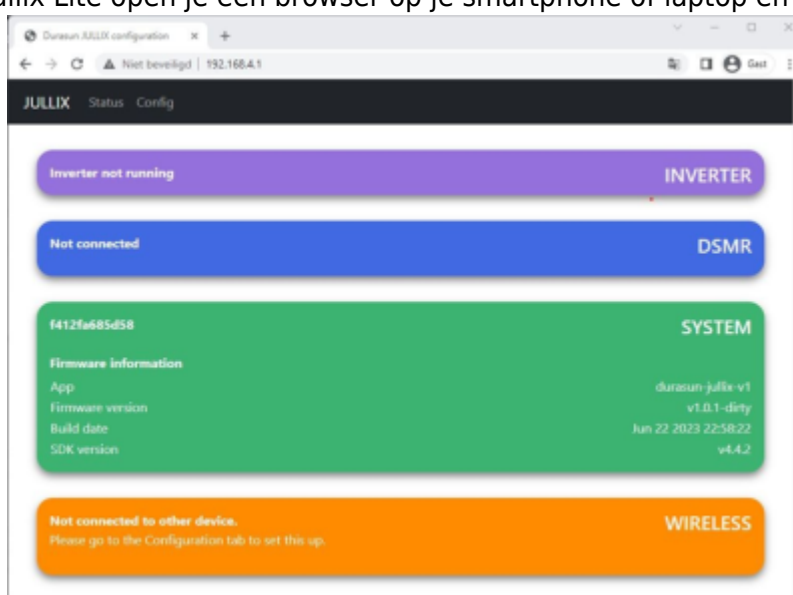 ullix Lite open je een browser op je smartphone of laptop en
Durasun JULLIX configuration
Niet beveiligd | 192.168.4.1
Gast
JULLIX Status Config
Inverter not running INVERTER
Not connected DSMR
f412fa685d58 SYSTEM
Firmware information
App durasun-jullix-v1
Firmware version v1.0.1-dirty
Build date Jun 22 2023 22:58:22
SDK version v4.4.2
Not connected to other device. WIRELESS
Please go to the Configuration tab to set this up.